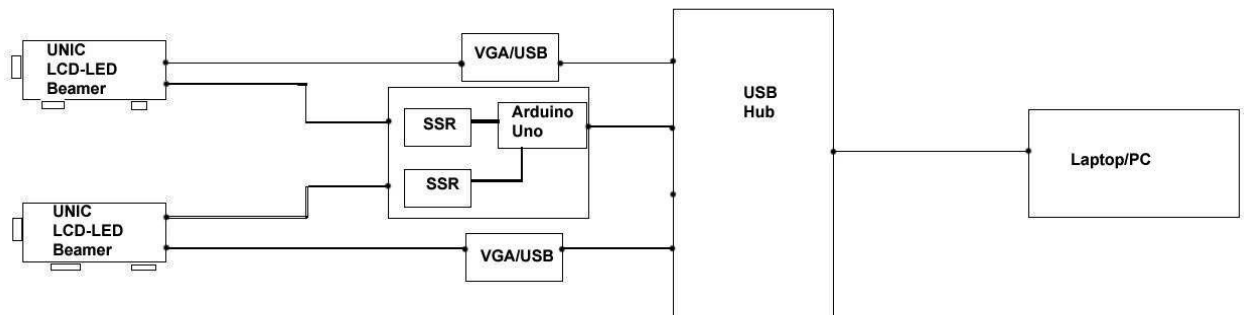 UNIC
LCD-LED
Beamer
VGA/USB
SSR
Arduino
Uno
SSR
USB
Hub
Laptop/PC
UNIC
LCD-LED
Beamer
VGA/USB